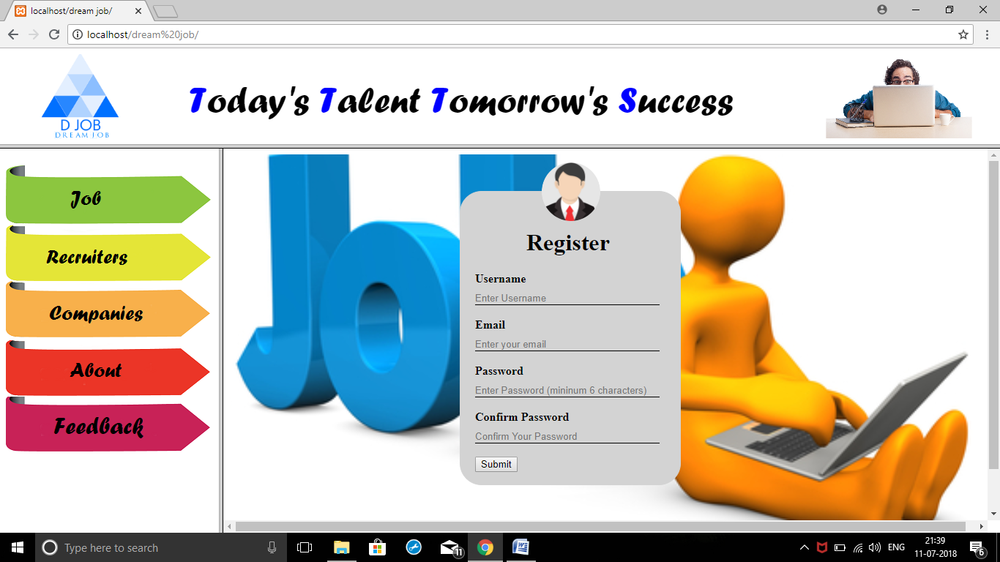 localhost/dream job/
localhost/dream%20job/
D JOB
DREAM JOB
Today's Talent Tomorrow's Success
Job
Recruiters
Companies
About
Feedback
Register
Username
Enter Username
Email
Enter your email
Password
Enter Password (mininum 6 characters)
Confirm Password
Confirm Your Password
Submit
Type here to search
11
W
ENG
21:39
11-07-2018
6